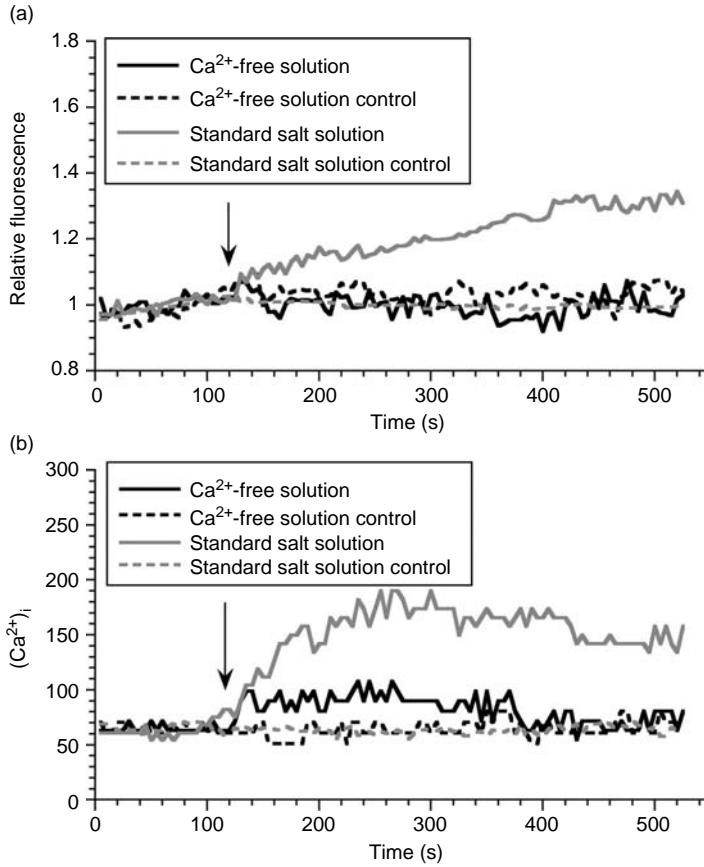 (a)
1.8
1.6
1.4
1.2
1
0.8
Relative fluorescence
Ca²⁺-free solution
Ca²⁺-free solution control
Standard salt solution
Standard salt solution control
0 100 200 300 400 500
Time (s)
(b)
300
250
200
150
100
50
0
(Ca²⁺)ᵢ
Ca²⁺-free solution
Ca²⁺-free solution control
Standard salt solution
Standard salt solution control
0 100 200 300 400 500
Time (s)